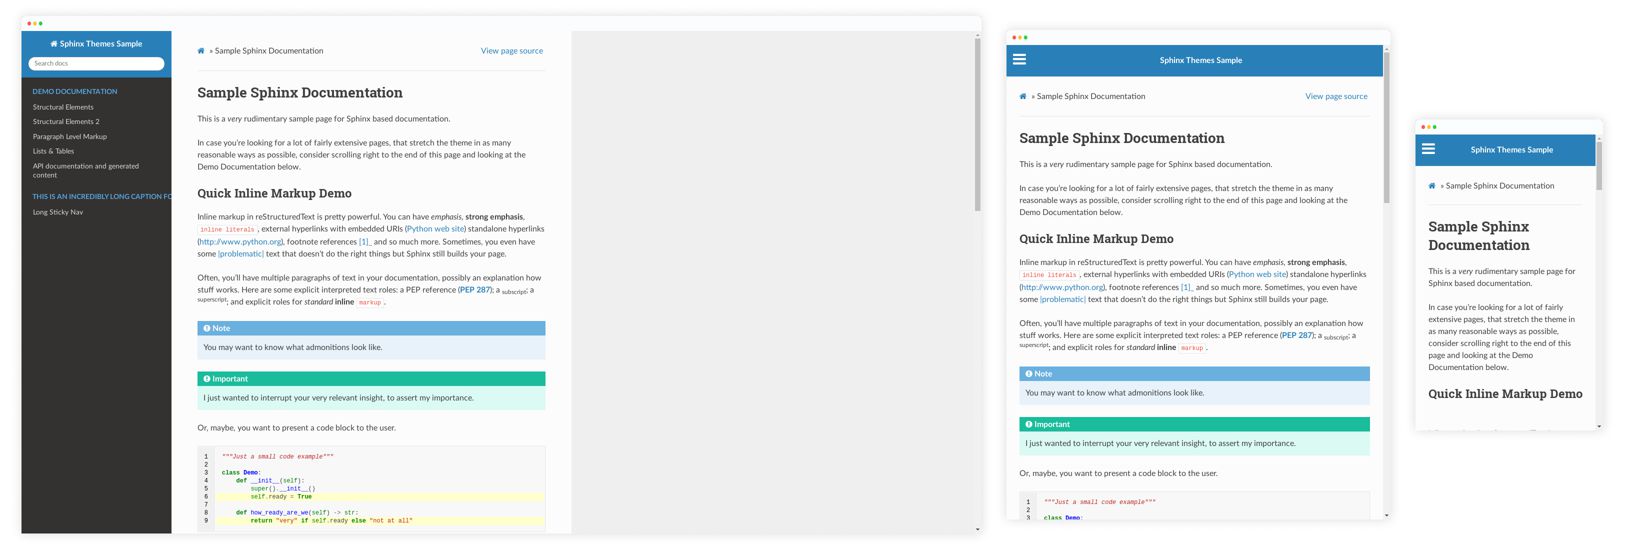 Sphinx Themes Sample
Search docs
DEMO DOCUMENTATION
Structural Elements
Structural Elements 2
Paragraph Level Markup
Lists & Tables
API documentation and generated
content
THIS IS AN INCREDIBLY LONG CAPTION FO
Long Sticky Nav
» Sample Sphinx Documentation
View page source
Sample Sphinx Documentation
This is a very rudimentary sample page for Sphinx based documentation.
In case you're looking for a lot of fairly extensive pages, that stretch the theme in as many
reasonable ways as possible, consider scrolling right to the end of this page and looking at the
Demo Documentation below.
Quick Inline Markup Demo
Inline markup in reStructuredText is pretty powerful. You can have emphasis, strong emphasis,
inline literals , external hyperlinks with embedded URIs (Python web site) standalone hyperlinks
(http://www.python.org), footnote references [1]_ and so much more. Sometimes, you even have
some |problematic| text that doesn't do the right things but Sphinx still builds your page.
Often, you'll have multiple paragraphs of text in your documentation, possibly an explanation how
stuff works. Here are some explicit interpreted text roles: a PEP reference (PEP 287); a subscript; a
superscript; and explicit roles for standard inline markup .
Note
You may want to know what admonitions look like.
Important
I just wanted to interrupt your very relevant insight, to assert my importance.
Or, maybe, you want to present a code block to the user.
1 """Just a small code example"""
2
3 class Demo:
4 def __init__(self):
5 super().__init__()
6 self.ready = True
7
8 def how_ready_are_we(self) -> str:
9 return "very" if self.ready else "not at all"
Sphinx Themes Sample
» Sample Sphinx Documentation
View page source
Sample Sphinx Documentation
This is a very rudimentary sample page for Sphinx based documentation.
In case you're looking for a lot of fairly extensive pages, that stretch the theme in as many
reasonable ways as possible, consider scrolling right to the end of this page and looking at the
Demo Documentation below.
Quick Inline Markup Demo
Inline markup in reStructuredText is pretty powerful. You can have emphasis, strong emphasis,
inline literals , external hyperlinks with embedded URIs (Python web site) standalone hyperlinks
(http://www.python.org), footnote references [1]_ and so much more. Sometimes, you even have
some |problematic| text that doesn't do the right things but Sphinx still builds your page.
Often, you'll have multiple paragraphs of text in your documentation, possibly an explanation how
stuff works. Here are some explicit interpreted text roles: a PEP reference (PEP 287); a subscript; a
superscript; and explicit roles for standard inline markup .
Note
You may want to know what admonitions look like.
Important
I just wanted to interrupt your very relevant insight, to assert my importance.
Or, maybe, you want to present a code block to the user.
1 """Just a small code example"""
2
3 class Demo:
Sphinx Themes Sample
» Sample Sphinx Documentation
Sample Sphinx
Documentation
This is a very rudimentary sample page for
Sphinx based documentation.
In case you're looking for a lot of fairly
extensive pages, that stretch the theme in
as many reasonable ways as possible,
consider scrolling right to the end of this
page and looking at the Demo
Documentation below.
Quick Inline Markup Demo